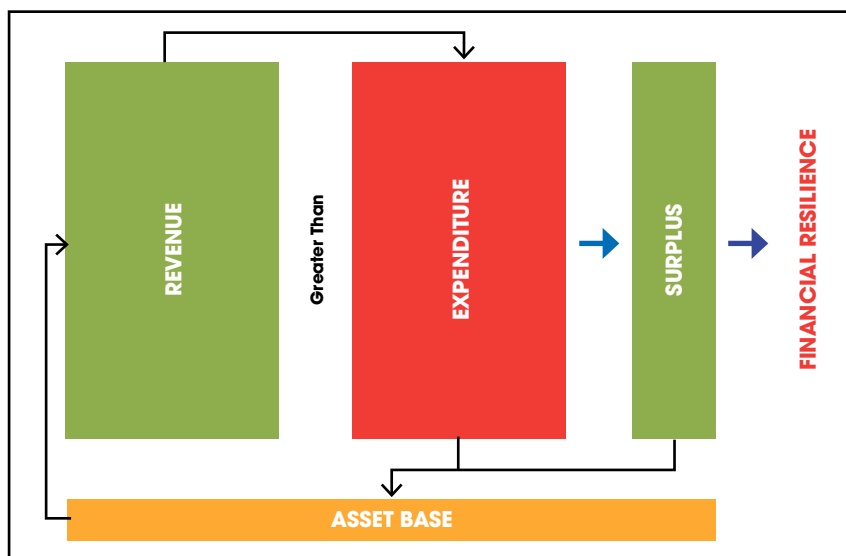 REVENUE
Greater Than
EXPENDITURE
SURPLUS
FINANCIAL RESILIENCE
ASSET BASE